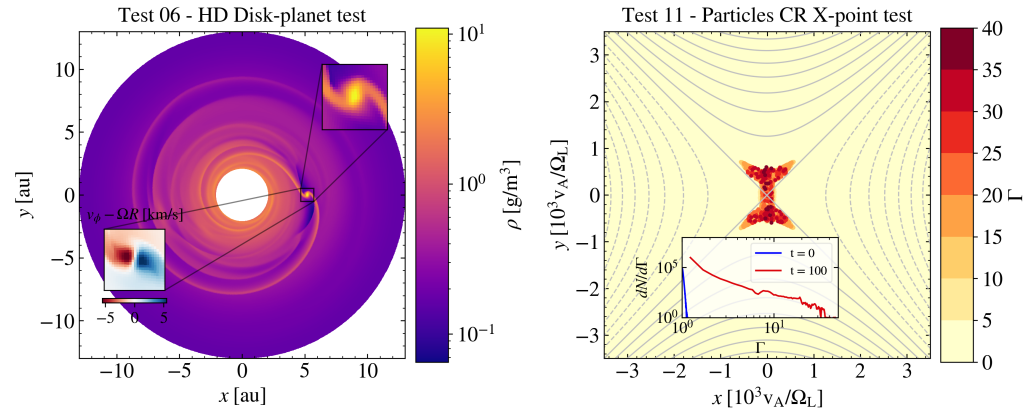 Test 06 - HD Disk-planet test
10
5
0
−5
−10
y [au]
v_ϕ − ΩR [km/s]
−5 0 5
−10 −5 0 5 10
x [au]
10^1
10^0
10^−1
ρ [g/m^3]
Test 11 - Particles CR X-point test
3
2
1
0
−1
−2
−3
y [10^3 v_A/Ω_L]
dN/dΓ
10^5
10^0
t = 0
t = 100
10^0 10^1
Γ
−3 −2 −1 0 1 2 3
x [10^3 v_A/Ω_L]
40
35
30
25
20
15
10
5
0
Γ